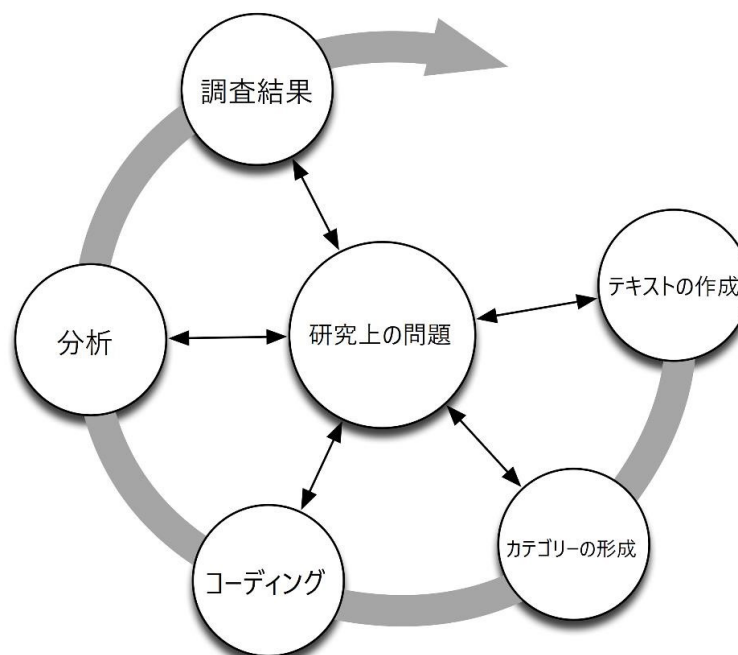 調査結果
テキストの作成
研究上の問題
分析
カテゴリーの形成
コーディング